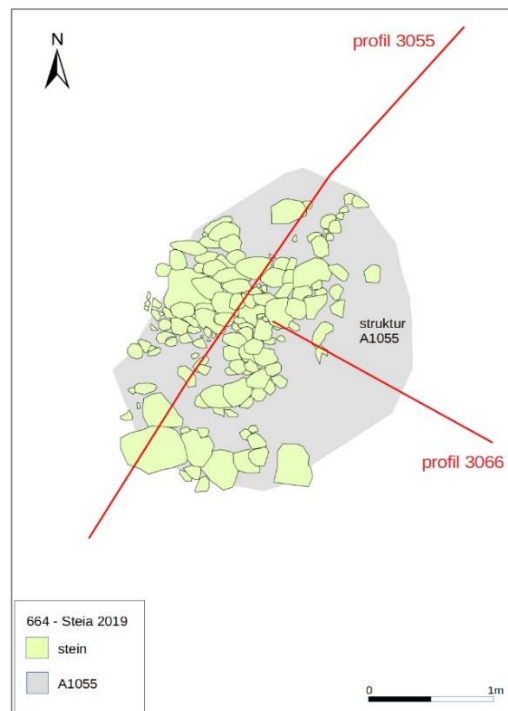 profil 3055
N
struktur
A1055
profil 3066
664 - Steia 2019
stein
A1055
0 1m